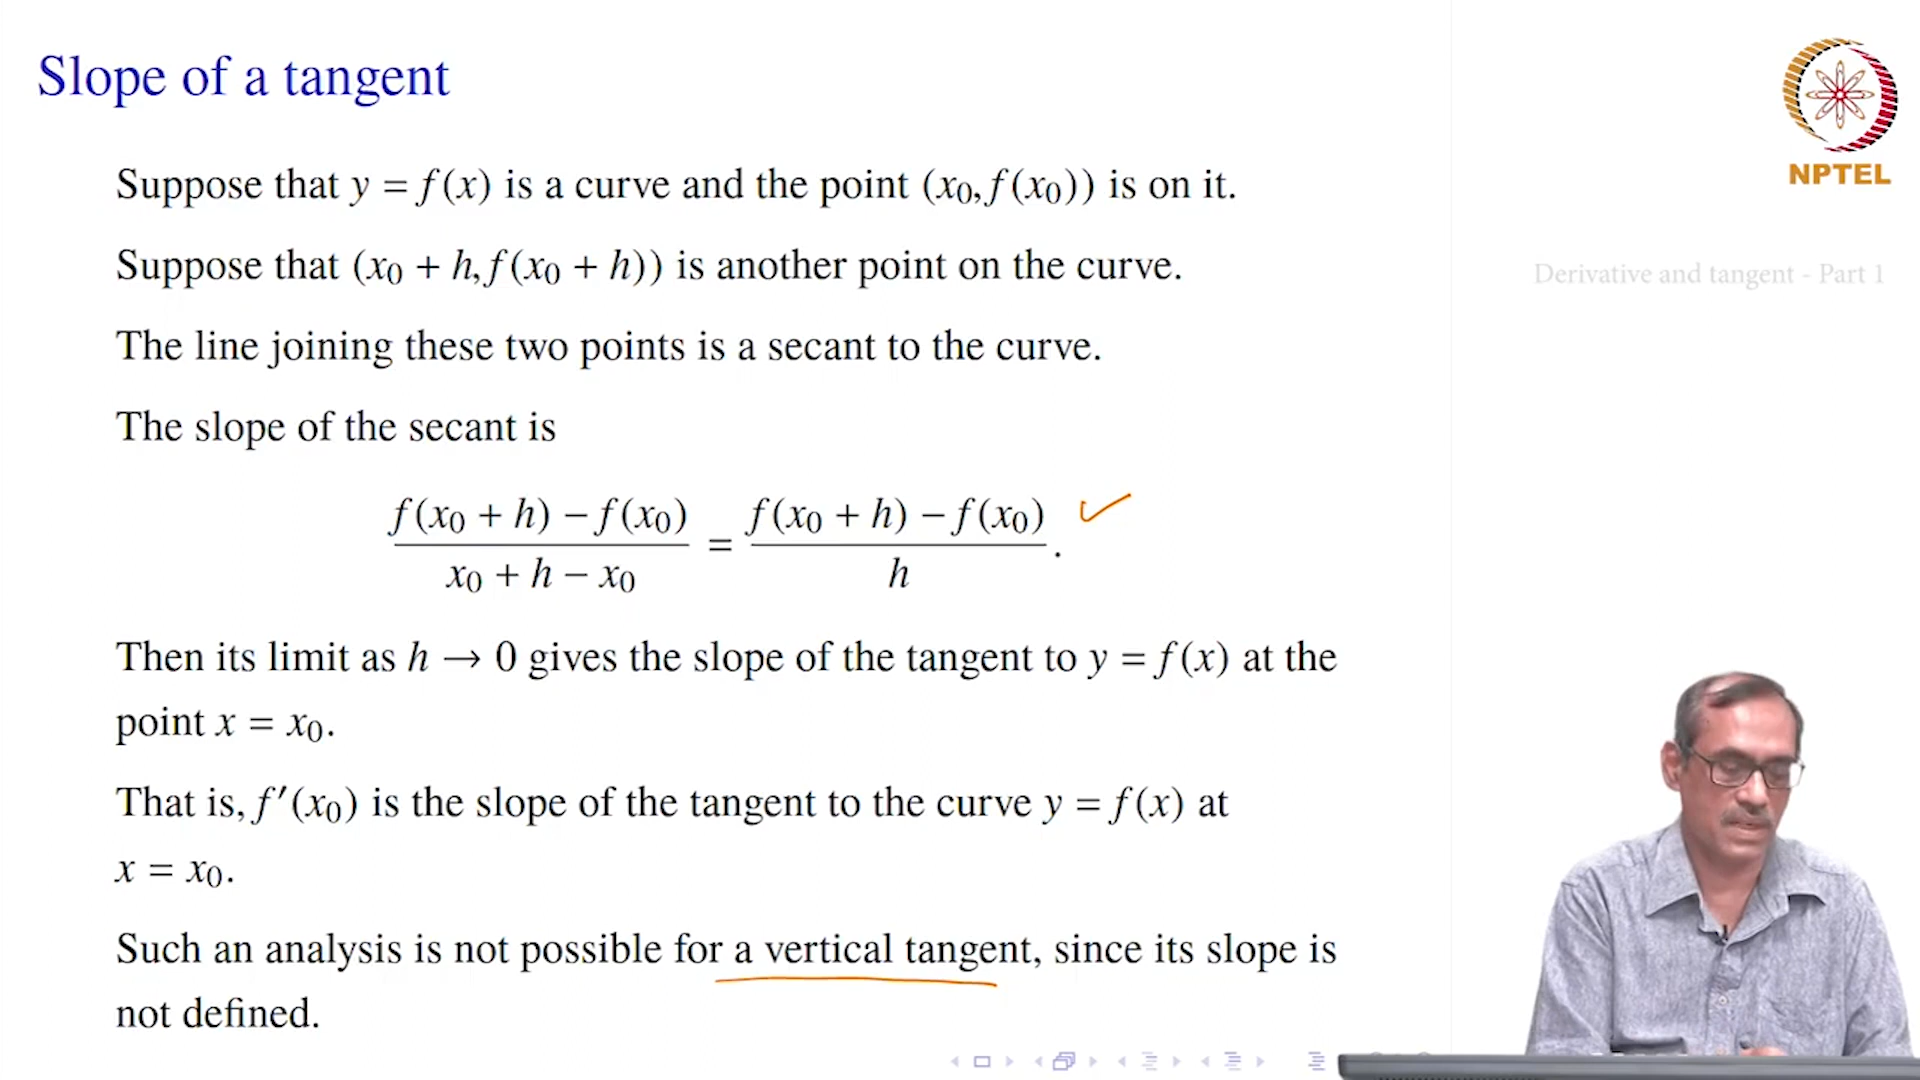 Slope of a tangent
NPTEL
Suppose that y = f(x) is a curve and the point (x₀, f(x₀)) is on it.
Suppose that (x₀ + h, f(x₀ + h)) is another point on the curve.
Derivative and tangent - Part 1
The line joining these two points is a secant to the curve.
The slope of the secant is
f(x₀ + h) − f(x₀) / x₀ + h − x₀ = f(x₀ + h) − f(x₀) / h .
Then its limit as h → 0 gives the slope of the tangent to y = f(x) at the
point x = x₀.
That is, f′(x₀) is the slope of the tangent to the curve y = f(x) at
x = x₀.
Such an analysis is not possible for a vertical tangent, since its slope is
not defined.